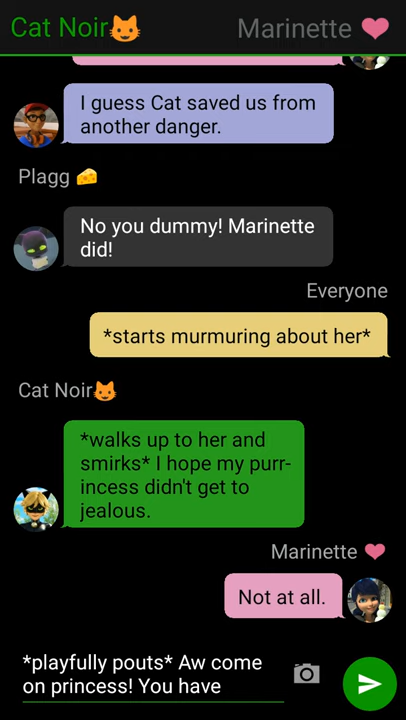 Cat Noir🐱 Marinette ❤
I guess Cat saved us from
another danger.
Plagg 🧀
No you dummy! Marinette
did!
Everyone
*starts murmuring about her*
Cat Noir🐱
*walks up to her and
smirks* I hope my purr-
incess didn't get to
jealous.
Marinette ❤
Not at all.
*playfully pouts* Aw come
on princess! You have